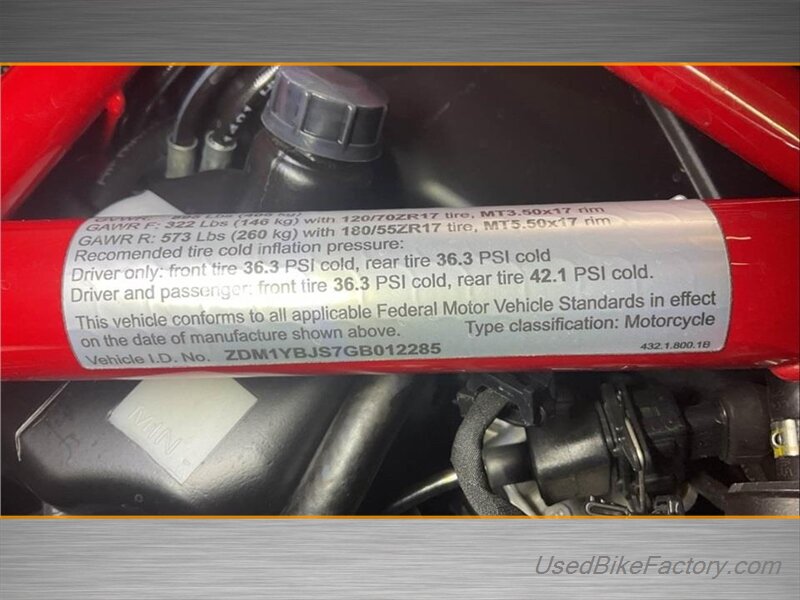 GVWR:
GAWR F: 322 Lbs (146 kg) with 120/70ZR17 tire, MT3.50x17 rim
GAWR R: 573 Lbs (260 kg) with 180/55ZR17 tire, MT5.50x17 rim
Recomended tire cold inflation pressure:
Driver only: front tire 36.3 PSI cold, rear tire 36.3 PSI cold
Driver and passenger: front tire 36.3 PSI cold, rear tire 42.1 PSI cold.
This vehicle conforms to all applicable Federal Motor Vehicle Standards in effect
on the date of manufacture shown above. Type classification: Motorcycle
Vehicle I.D. No. ZDM1YBJS7GB012285
432.1.800.1B
MIN
UsedBikeFactory.com